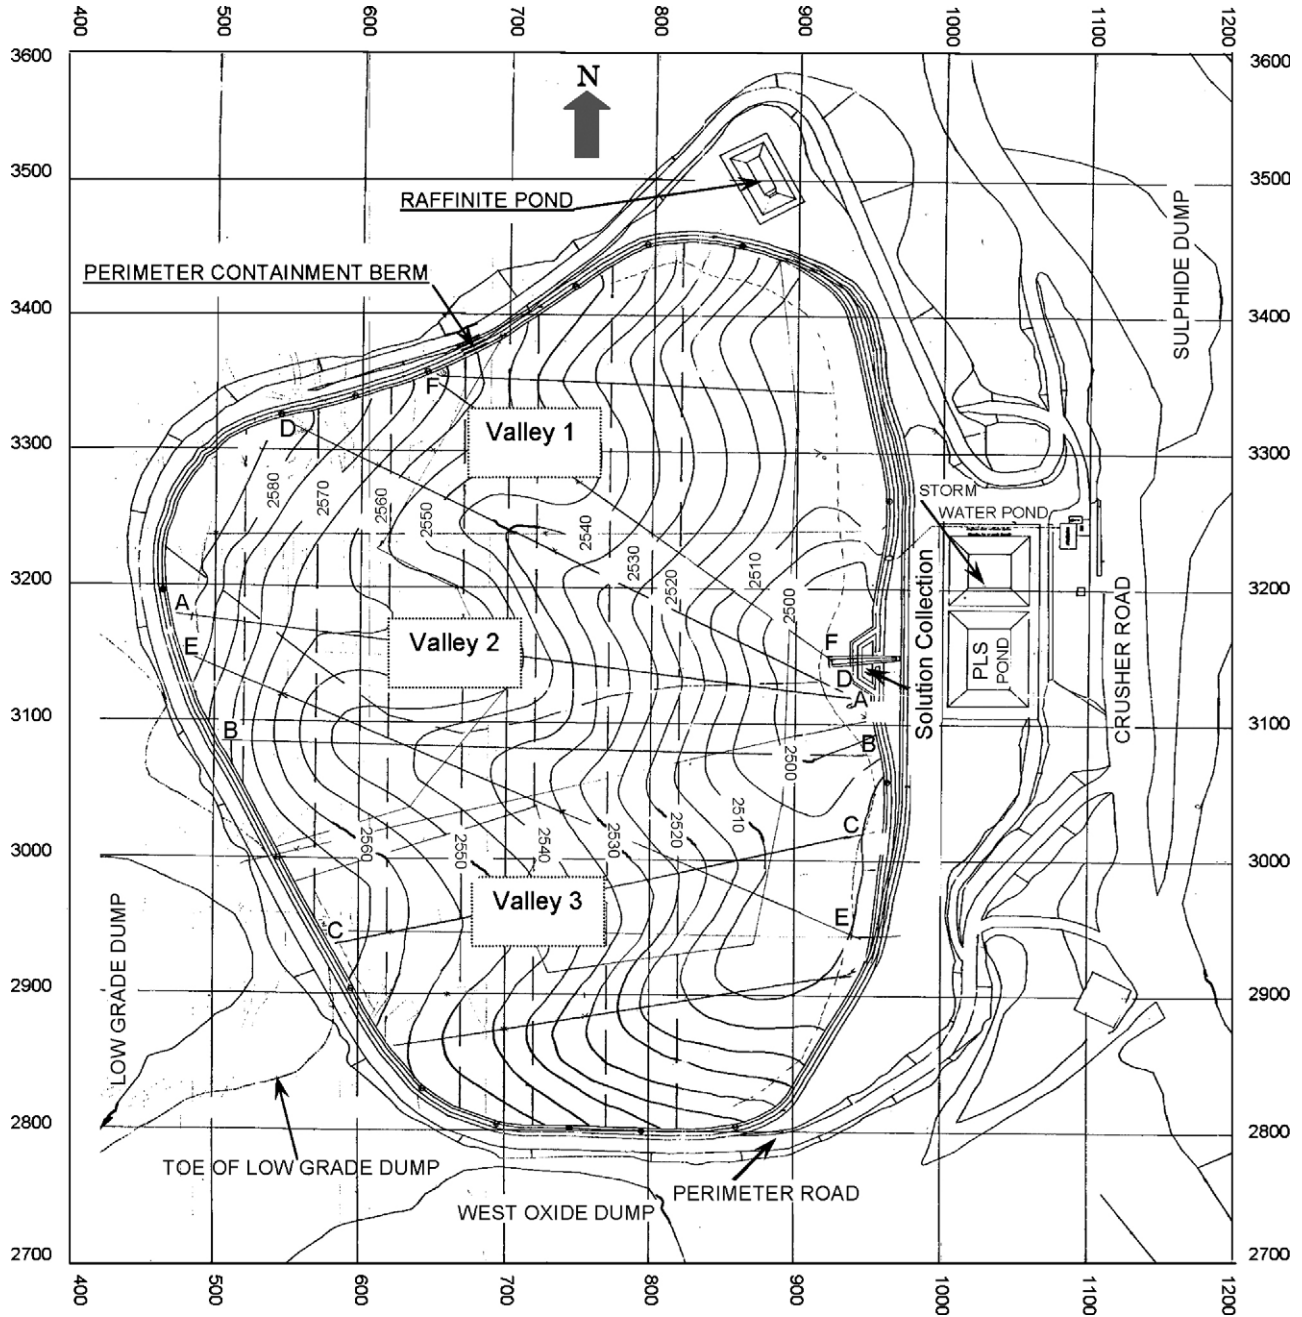 400
500
600
700
800
900
1000
1100
1200
3600
3600
N
3500
3500
RAFFINITE POND
SULPHIDE DUMP
PERIMETER CONTAINMENT BERM
3400
3400
F
Valley 1
D
3300
3300
2580
2570
2560
2550
2540
2530
2520
2510
2500
STORM
WATER POND
3200
3200
A
E
Valley 2
F
D
A
Solution Collection
PLS
POND
CRUSHER ROAD
3100
3100
B
B
2500
C
2560
2550
2540
2530
2520
2510
3000
3000
Valley 3
C
E
LOW GRADE DUMP
2900
2900
2800
2800
TOE OF LOW GRADE DUMP
PERIMETER ROAD
WEST OXIDE DUMP
2700
2700
400
500
600
700
800
900
1000
1100
1200